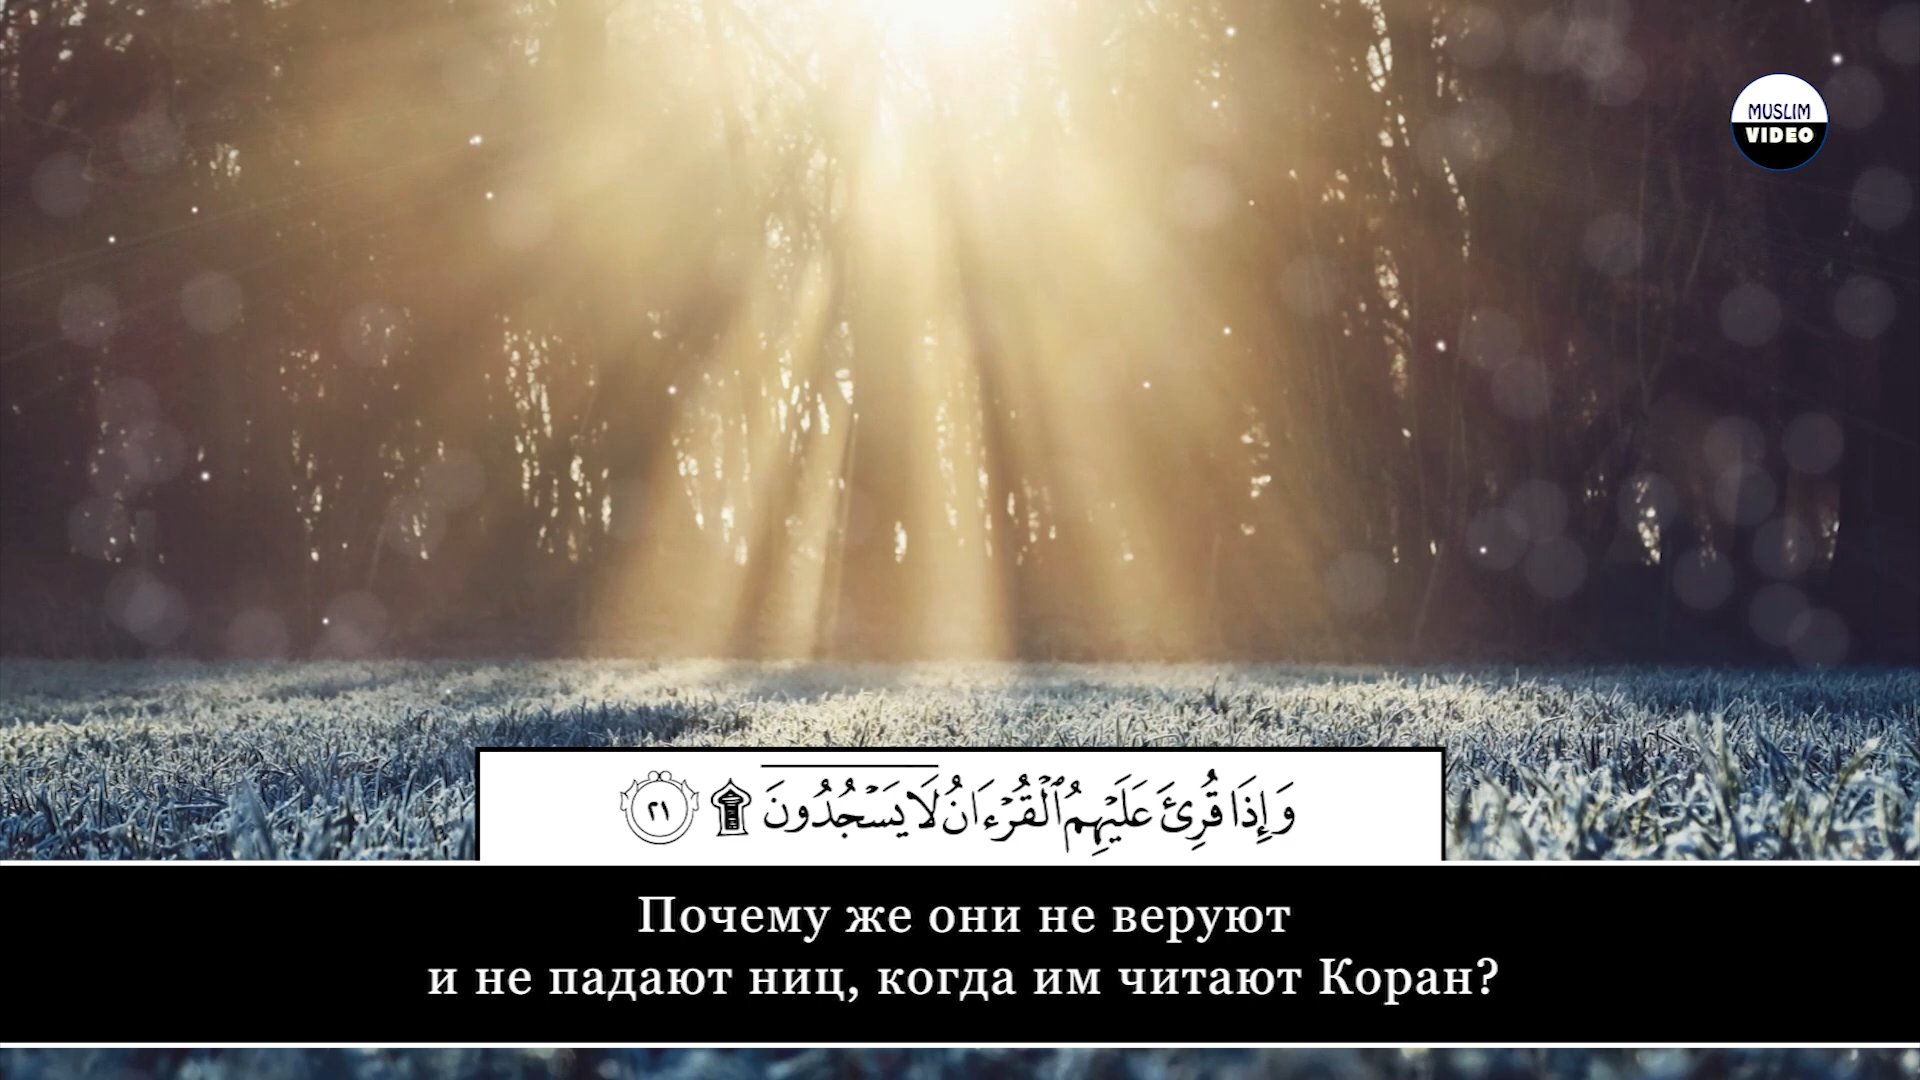 MUSLIM
VIDEO
وَإِذَا قُرِئَ عَلَيْهِمُ ٱلْقُرْءَانُ لَا يَسْجُدُونَ ۩ ٢١
Почему же они не веруют
и не падают ниц, когда им читают Коран?